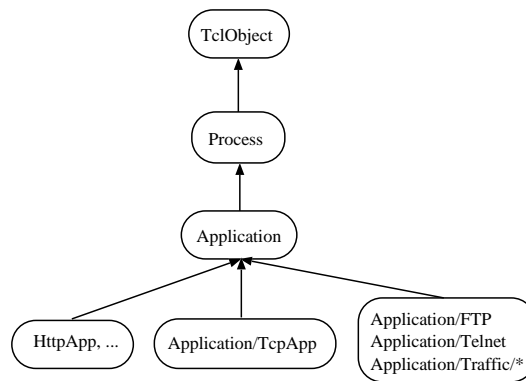 TclObject
Process
Application
HttpApp, ...
Application/TcpApp
Application/FTP
Application/Telnet
Application/Traffic/*